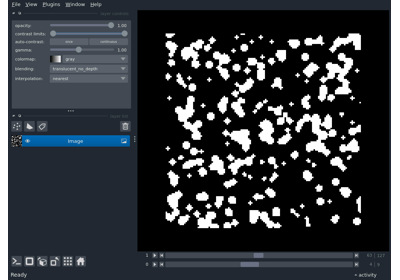 File View Plugins Window Help
layer controls
opacity: 1.00
contrast limits:
auto-contrast: once continuous
gamma: 1.00
colormap: gray
blending: translucent_no_depth
interpolation: nearest
layer list
Image
1
0
Ready
activity